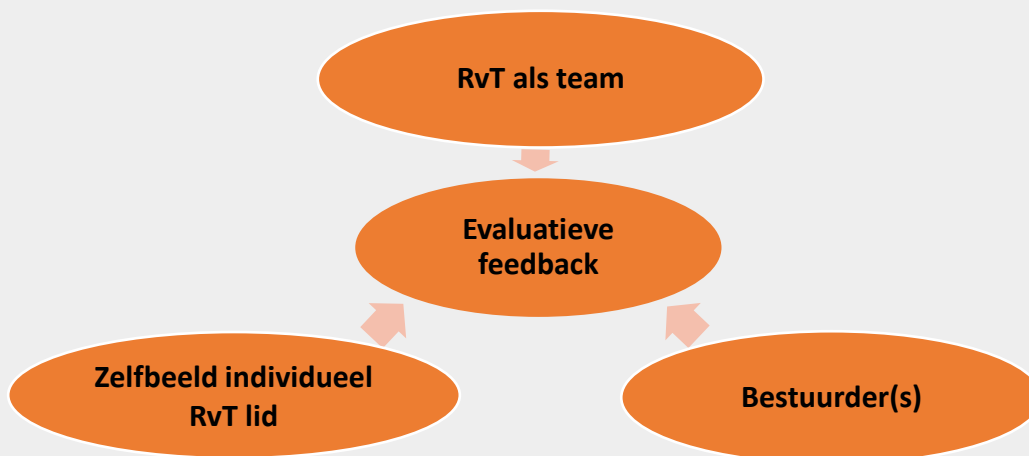 RvT als team
Evaluatieve
feedback
Zelfbeeld individueel
RvT lid
Bestuurder(s)